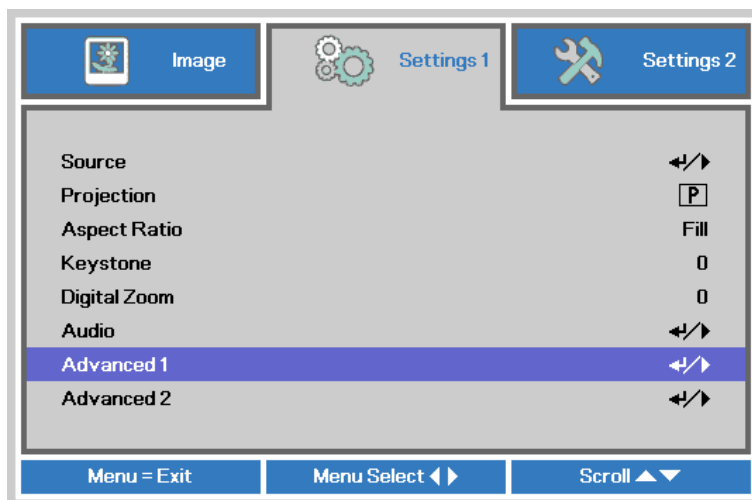 Image
Settings 1
Settings 2
Source ↵/▶
Projection P
Aspect Ratio Fill
Keystone 0
Digital Zoom 0
Audio ↵/▶
Advanced 1 ↵/▶
Advanced 2 ↵/▶
Menu = Exit Menu Select ◀ ▶ Scroll ▲▼